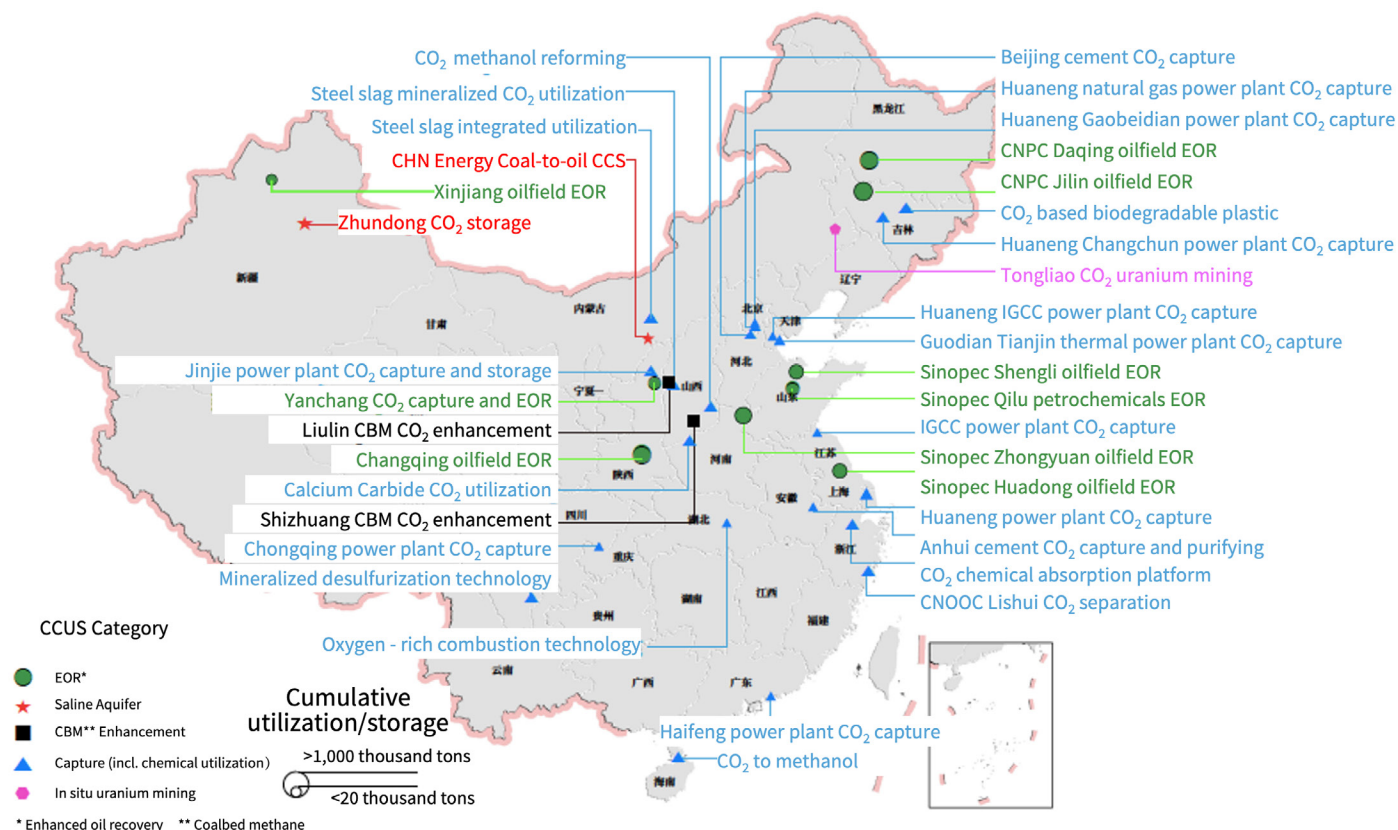 CO2 methanol reforming
Steel slag mineralized CO2 utilization
Steel slag integrated utilization
CHN Energy Coal-to-oil CCS
Xinjiang oilfield EOR
Zhundong CO2 storage
Beijing cement CO2 capture
Huaneng natural gas power plant CO2 capture
Huaneng Gaobeidian power plant CO2 capture
CNPC Daqing oilfield EOR
CNPC Jilin oilfield EOR
CO2 based biodegradable plastic
Huaneng Changchun power plant CO2 capture
Tongliao CO2 uranium mining
Huaneng IGCC power plant CO2 capture
Guodian Tianjin thermal power plant CO2 capture
Sinopec Shengli oilfield EOR
Sinopec Qilu petrochemicals EOR
IGCC power plant CO2 capture
Sinopec Zhongyuan oilfield EOR
Sinopec Huadong oilfield EOR
Huaneng power plant CO2 capture
Anhui cement CO2 capture and purifying
CO2 chemical absorption platform
CNOOC Lishui CO2 separation
Jinjie power plant CO2 capture and storage
Yanchang CO2 capture and EOR
Liulin CBM CO2 enhancement
Changqing oilfield EOR
Calcium Carbide CO2 utilization
Shizhuang CBM CO2 enhancement
Chongqing power plant CO2 capture
Mineralized desulfurization technology
Oxygen - rich combustion technology
Haifeng power plant CO2 capture
CO2 to methanol
黑龙江
吉林
辽宁
新疆
内蒙古
甘肃
北京
天津
河北
宁夏
山西
山东
陕西
河南
江苏
安徽
上海
四川
湖北
重庆
浙江
湖南
江西
贵州
福建
云南
广西
广东
海南
CCUS Category
EOR*
Saline Aquifer
CBM** Enhancement
Capture (incl. chemical utilization)
In situ uranium mining
* Enhanced oil recovery ** Coalbed methane
Cumulative
utilization/storage
>1,000 thousand tons
<20 thousand tons